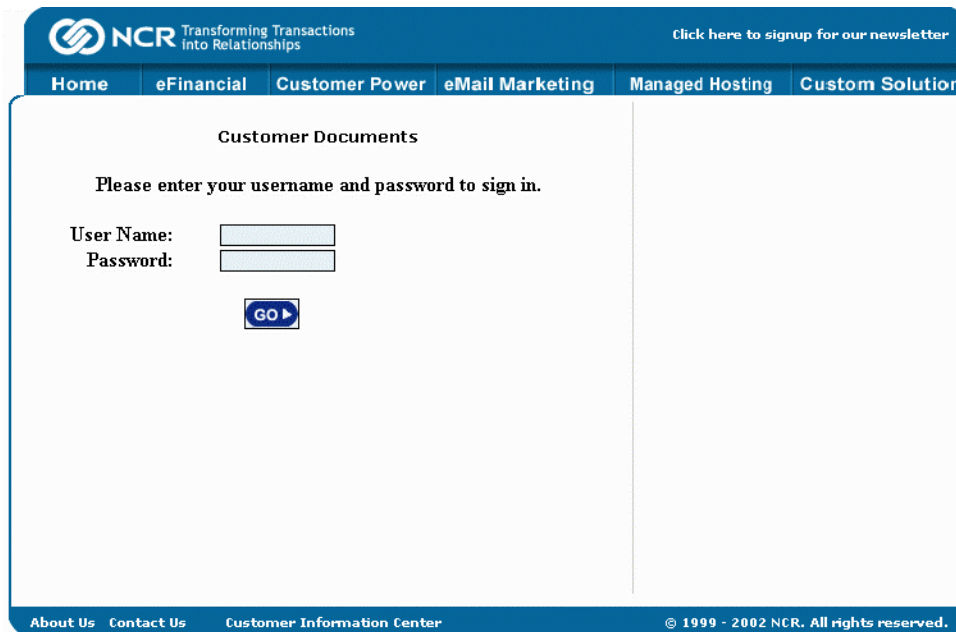 NCR Transforming Transactions into Relationships
Click here to signup for our newsletter
Home eFinancial Customer Power eMail Marketing Managed Hosting Custom Solution
Customer Documents
Please enter your username and password to sign in.
User Name:
Password:
GO
About Us Contact Us Customer Information Center © 1999 - 2002 NCR. All rights reserved.